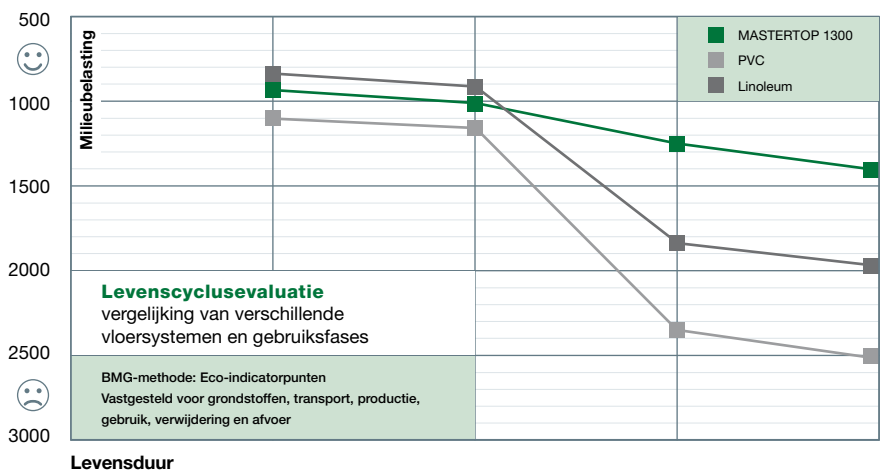 500
1000
1500
2000
2500
3000
Milieubelasting
MASTERTOP 1300
PVC
Linoleum
Levenscyclusevaluatie
vergelijking van verschillende
vloersystemen en gebruiksfases
BMG-methode: Eco-indicatorpunten
Vastgesteld voor grondstoffen, transport, productie,
gebruik, verwijdering en afvoer
Levensduur